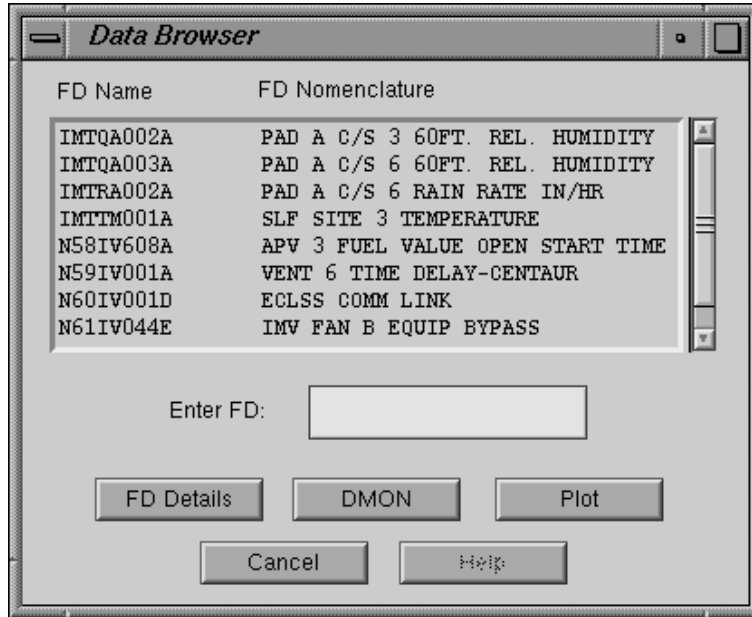 Data Browser
FD Name FD Nomenclature
IMTQA002A PAD A C/S 3 60FT. REL. HUMIDITY
IMTQA003A PAD A C/S 6 60FT. REL. HUMIDITY
IMTRA002A PAD A C/S 6 RAIN RATE IN/HR
IMTTM001A SLF SITE 3 TEMPERATURE
N58IV608A APV 3 FUEL VALUE OPEN START TIME
N59IV001A VENT 6 TIME DELAY-CENTAUR
N60IV001D ECLSS COMM LINK
N61IV044E IMV FAN B EQUIP BYPASS
Enter FD:
FD Details DMON Plot
Cancel Help